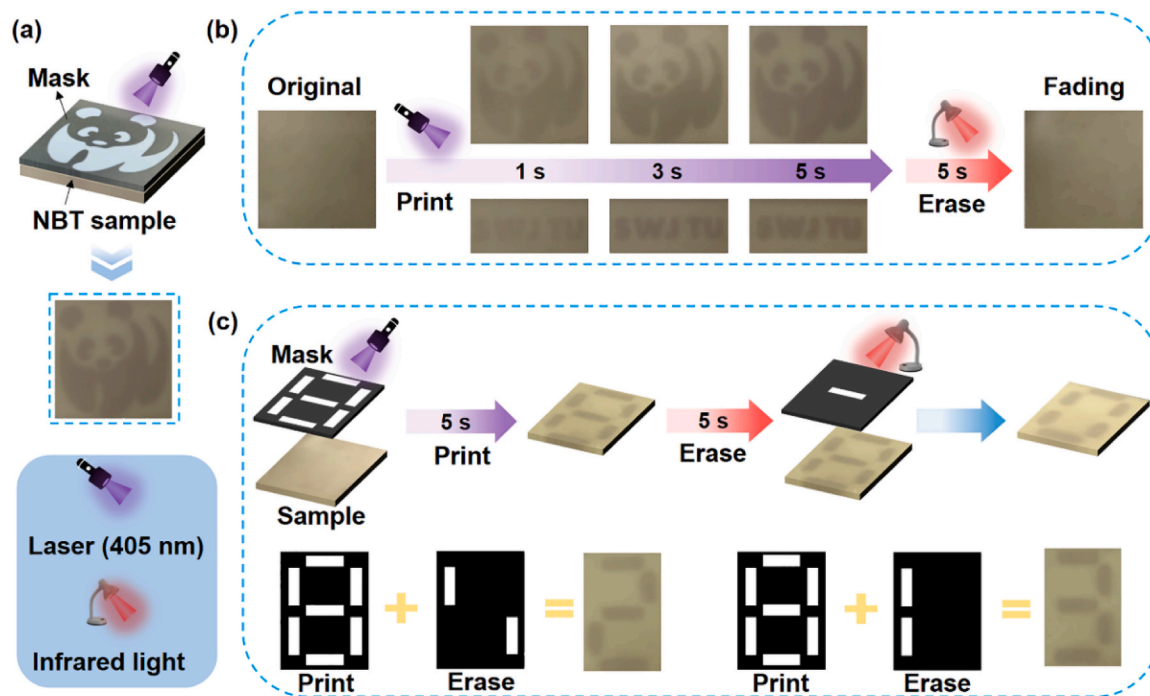 (a)
Mask
NBT sample
Laser (405 nm)
Infrared light
(b)
Original
Print
1 s
3 s
5 s
SWJTU
SWJTU
SWJTU
5 s
Erase
Fading
(c)
Mask
Sample
5 s
Print
5 s
Erase
Print
+
Erase
=
Print
+
Erase
=